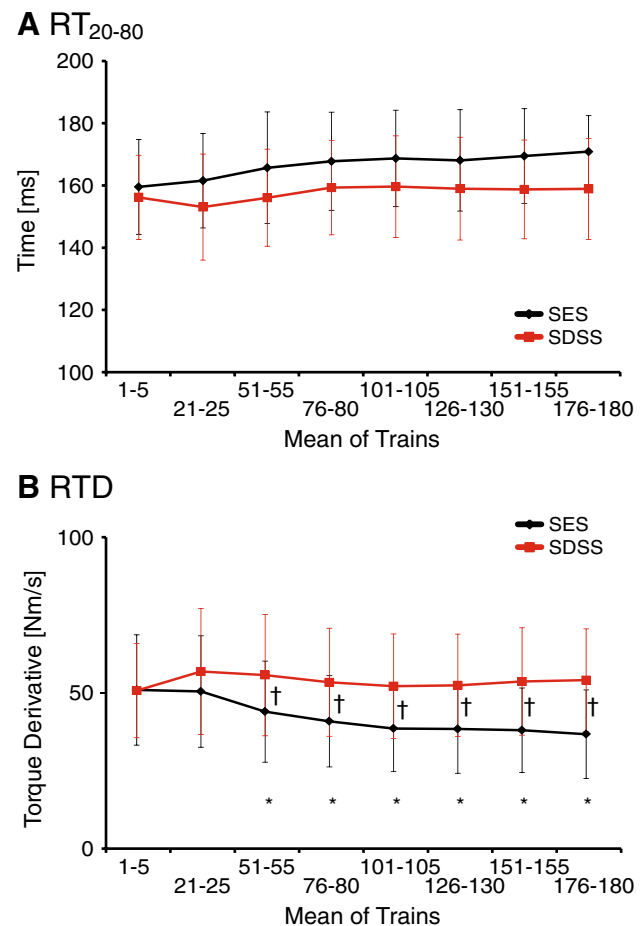 A RT20-80
200
180
160
140
120
100
Time [ms]
SES
SDSS
1-5 51-55 101-105 151-155
21-25 76-80 126-130 176-180
Mean of Trains
B RTD
SES
SDSS
100
50
0
Torque Derivative [Nm/s]
† † † † † †
* * * * * *
1-5 51-55 101-105 151-155
21-25 76-80 126-130 176-180
Mean of Trains